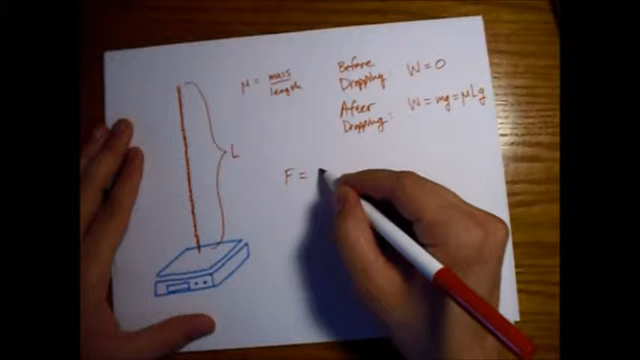 μ = mass
length
Before
Dropping
W = 0
After
Dropping:
W = mg = μLg
L
F =